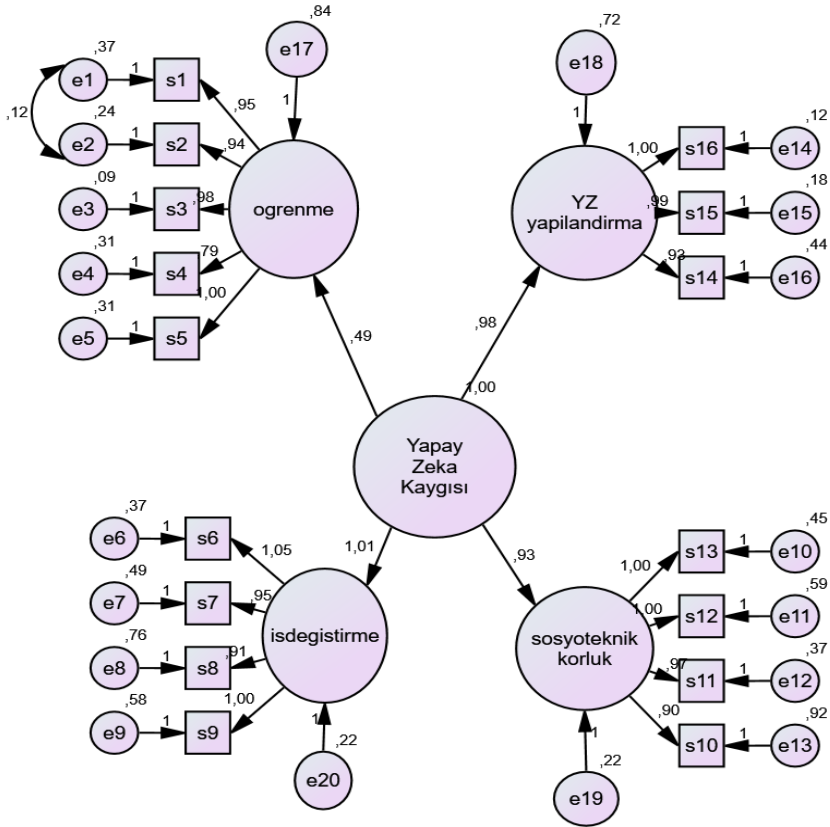 ,84
,72
,37
e17
e18
e1
1
s1
,12
,95
1
1
1,00
s16
1
e14
,12
,24
e2
1
s2
,94
,09
e3
1
s3
,98
ogrenme
YZ
yapilandirma
,99
s15
1
e15
,18
,31
e4
1
s4
,79
,93
s14
1
e16
,44
,31
e5
1
s5
1,00
,49
,98
1,00
Yapay
Zeka
Kaygısı
,37
e6
1
s6
1,05
1,01
,93
1,00
s13
1
e10
,45
,49
e7
1
s7
,95
1,00
s12
1
e11
,59
isdegistirme
sosyoteknik
korluk
,76
e8
1
s8
,91
,97
s11
1
e12
,37
,58
e9
1
s9
1,00
,90
s10
1
e13
,92
1
,22
e20
1
,22
e19